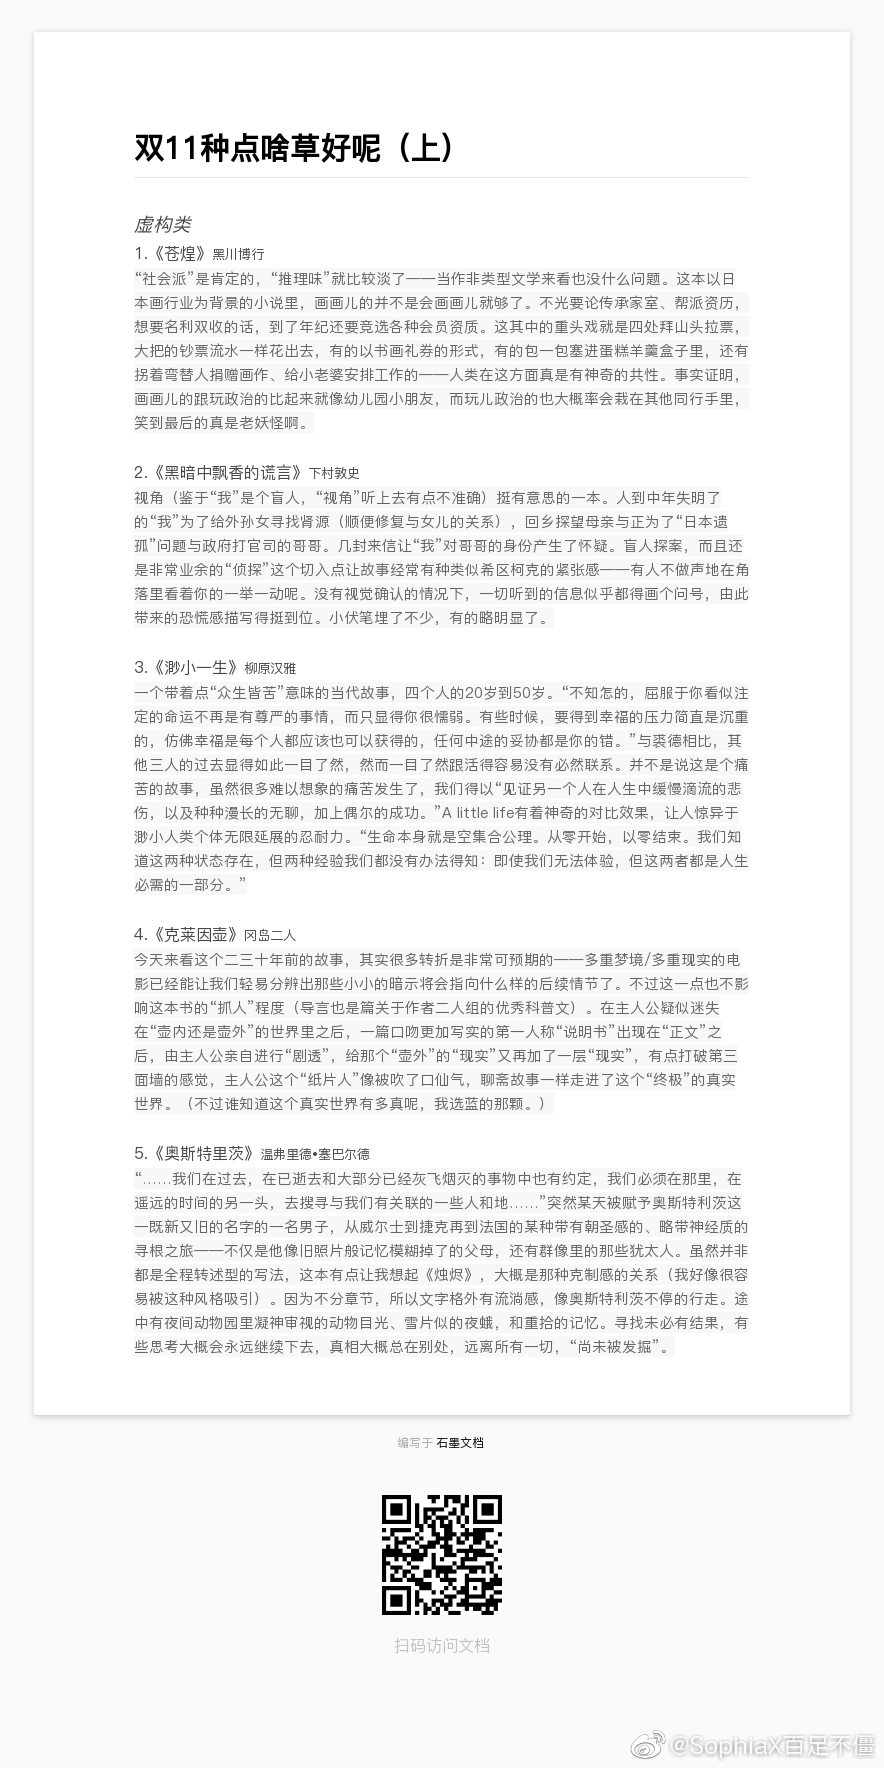 双11种点啥草好呢（上）
虚构类
1.《苍煌》黑川博行
“社会派”是肯定的，“推理味”就比较淡了——当作非类型文学来看也没什么问题。这本以日
本画行业为背景的小说里，画画儿的并不是会画画儿就够了。不光要论传承家室、帮派资历，
想要名利双收的话，到了年纪还要竞选各种会员资质。这其中的重头戏就是四处拜山头拉票，
大把的钞票流水一样花出去，有的以书画礼券的形式，有的包一包塞进蛋糕羊羹盒子里，还有
拐着弯替人捐赠画作、给小老婆安排工作的——人类在这方面真是有神奇的共性。事实证明，
画画儿的跟玩政治的比起来就像幼儿园小朋友，而玩儿政治的也大概率会栽在其他同行手里，
笑到最后的真是老妖怪啊。
2.《黑暗中飘香的谎言》下村敦史
视角（鉴于“我”是个盲人，“视角”听上去有点不准确）挺有意思的一本。人到中年失明了
的“我”为了给外孙女寻找肾源（顺便修复与女儿的关系），回乡探望母亲与正为了“日本遗
孤”问题与政府打官司的哥哥。几封来信让“我”对哥哥的身份产生了怀疑。盲人探案，而且还
是非常业余的“侦探”这个切入点让故事经常有种类似希区柯克的紧张感——有人不做声地在角
落里看着你的一举一动呢。没有视觉确认的情况下，一切听到的信息似乎都得画个问号，由此
带来的恐慌感描写得挺到位。小伏笔埋了不少，有的略明显了。
3.《渺小一生》柳原汉雅
一个带着点“众生皆苦”意味的当代故事，四个人的20岁到50岁。“不知怎的，屈服于你看似注
定的命运不再是有尊严的事情，而只显得你很懦弱。有些时候，要得到幸福的压力简直是沉重
的，仿佛幸福是每个人都应该也可以获得的，任何中途的妥协都是你的错。”与裘德相比，其
他三人的过去显得如此一目了然，然而一目了然跟活得容易没有必然联系。并不是说这是个痛
苦的故事，虽然很多难以想象的痛苦发生了，我们得以“见证另一个人在人生中缓慢滴流的悲
伤，以及种种漫长的无聊，加上偶尔的成功。”A little life有着神奇的对比效果，让人惊异于
渺小人类个体无限延展的忍耐力。“生命本身就是空集合公理。从零开始，以零结束。我们知
道这两种状态存在，但两种经验我们都没有办法得知：即使我们无法体验，但这两者都是人生
必需的一部分。”
4.《克莱因壶》冈岛二人
今天来看这个二三十年前的故事，其实很多转折是非常可预期的——多重梦境/多重现实的电
影已经能让我们轻易分辨出那些小小的暗示将会指向什么样的后续情节了。不过这一点也不影
响这本书的“抓人”程度（导言也是篇关于作者二人组的优秀科普文）。在主人公疑似迷失
在“壶内还是壶外”的世界里之后，一篇口吻更加写实的第一人称“说明书”出现在“正文”之
后，由主人公亲自进行“剧透”，给那个“壶外”的“现实”又再加了一层“现实”，有点打破第三
面墙的感觉，主人公这个“纸片人”像被吹了口仙气，聊斋故事一样走进了这个“终极”的真实
世界。（不过谁知道这个真实世界有多真呢，我选蓝的那颗。）
5.《奥斯特里茨》温弗里德•塞巴尔德
“……我们在过去，在已逝去和大部分已经灰飞烟灭的事物中也有约定，我们必须在那里，在
遥远的时间的另一头，去搜寻与我们有关联的一些人和地……”突然某天被赋予奥斯特利茨这
一既新又旧的名字的一名男子，从威尔士到捷克再到法国的某种带有朝圣感的、略带神经质的
寻根之旅——不仅是他像旧照片般记忆模糊掉了的父母，还有群像里的那些犹太人。虽然并非
都是全程转述型的写法，这本有点让我想起《烛烬》，大概是那种克制感的关系（我好像很容
易被这种风格吸引）。因为不分章节，所以文字格外有流淌感，像奥斯特利茨不停的行走。途
中有夜间动物园里凝神审视的动物目光、雪片似的夜蛾，和重拾的记忆。寻找未必有结果，有
些思考大概会永远继续下去，真相大概总在别处，远离所有一切，“尚未被发掘”。
编写于 石墨文档
扫码访问文档
@SophiaX百足不僵